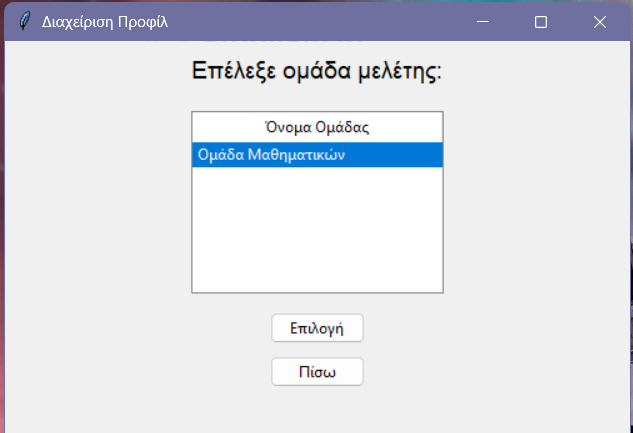 Διαχείριση Προφίλ
Επέλεξε ομάδα μελέτης:
Όνομα Ομάδας
Ομάδα Μαθηματικών
Επιλογή
Πίσω